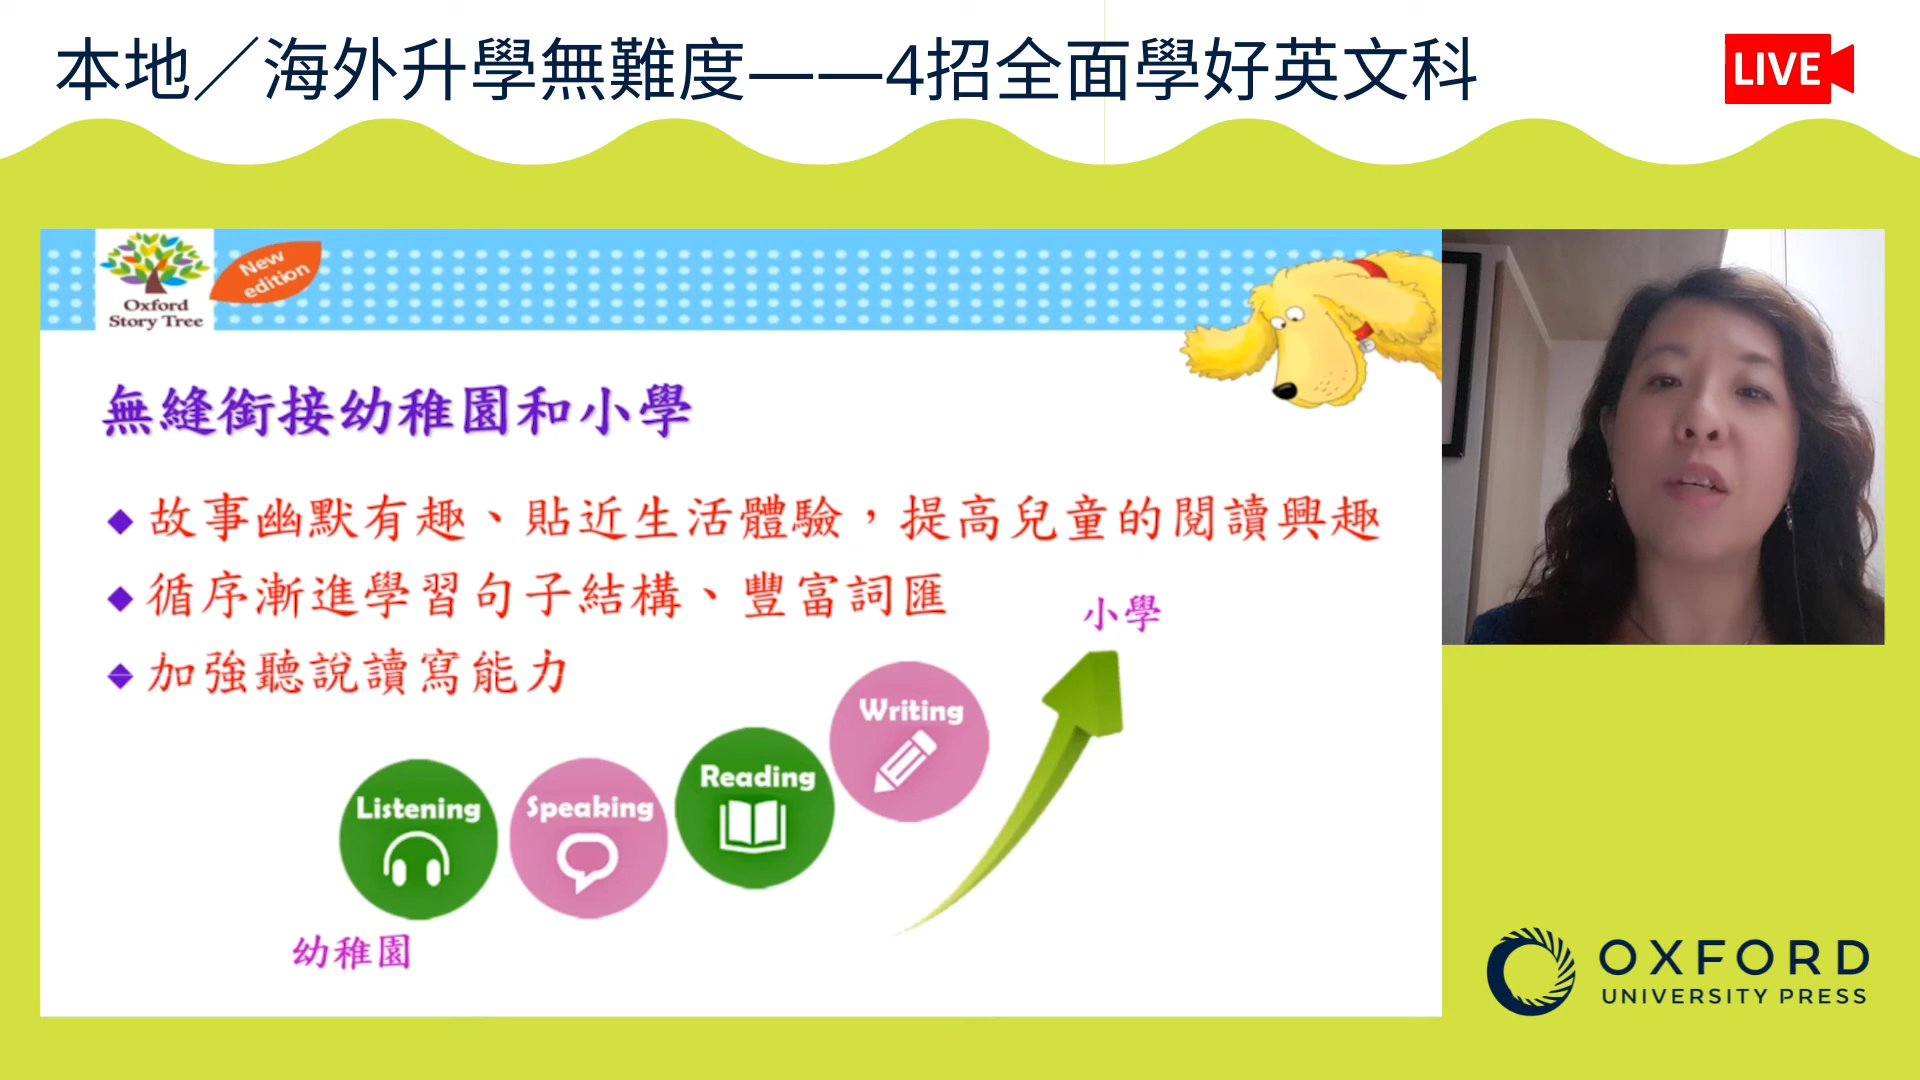 本地／海外升學無難度——4招全面學好英文科
LIVE
Oxford
Story Tree
New
edition
無縫銜接幼稚園和小學
故事幽默有趣、貼近生活體驗，提高兒童的閱讀興趣
循序漸進學習句子結構、豐富詞匯
加強聽說讀寫能力
小學
Writing
Reading
Listening
Speaking
幼稚園
OXFORD
UNIVERSITY PRESS